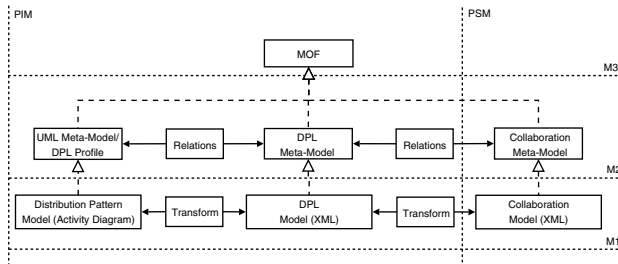 PIM
PSM
MOF
M3
UML Meta-Model/
DPL Profile
Relations
DPL
Meta-Model
Relations
Collaboration
Meta-Model
M2
Distribution Pattern
Model (Activity Diagram)
Transform
DPL
Model (XML)
Transform
Collaboration
Model (XML)
M1